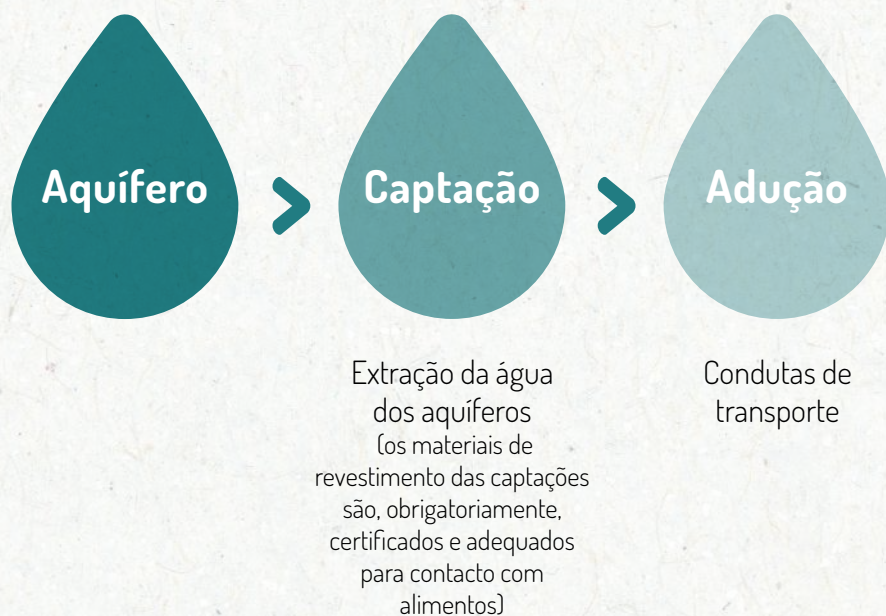 Aquífero
>
Captação
>
Adução
Extração da água
dos aquíferos
(os materiais de
revestimento das captações
são, obrigatoriamente,
certificados e adequados
para contacto com
alimentos)
Condutas de
transporte